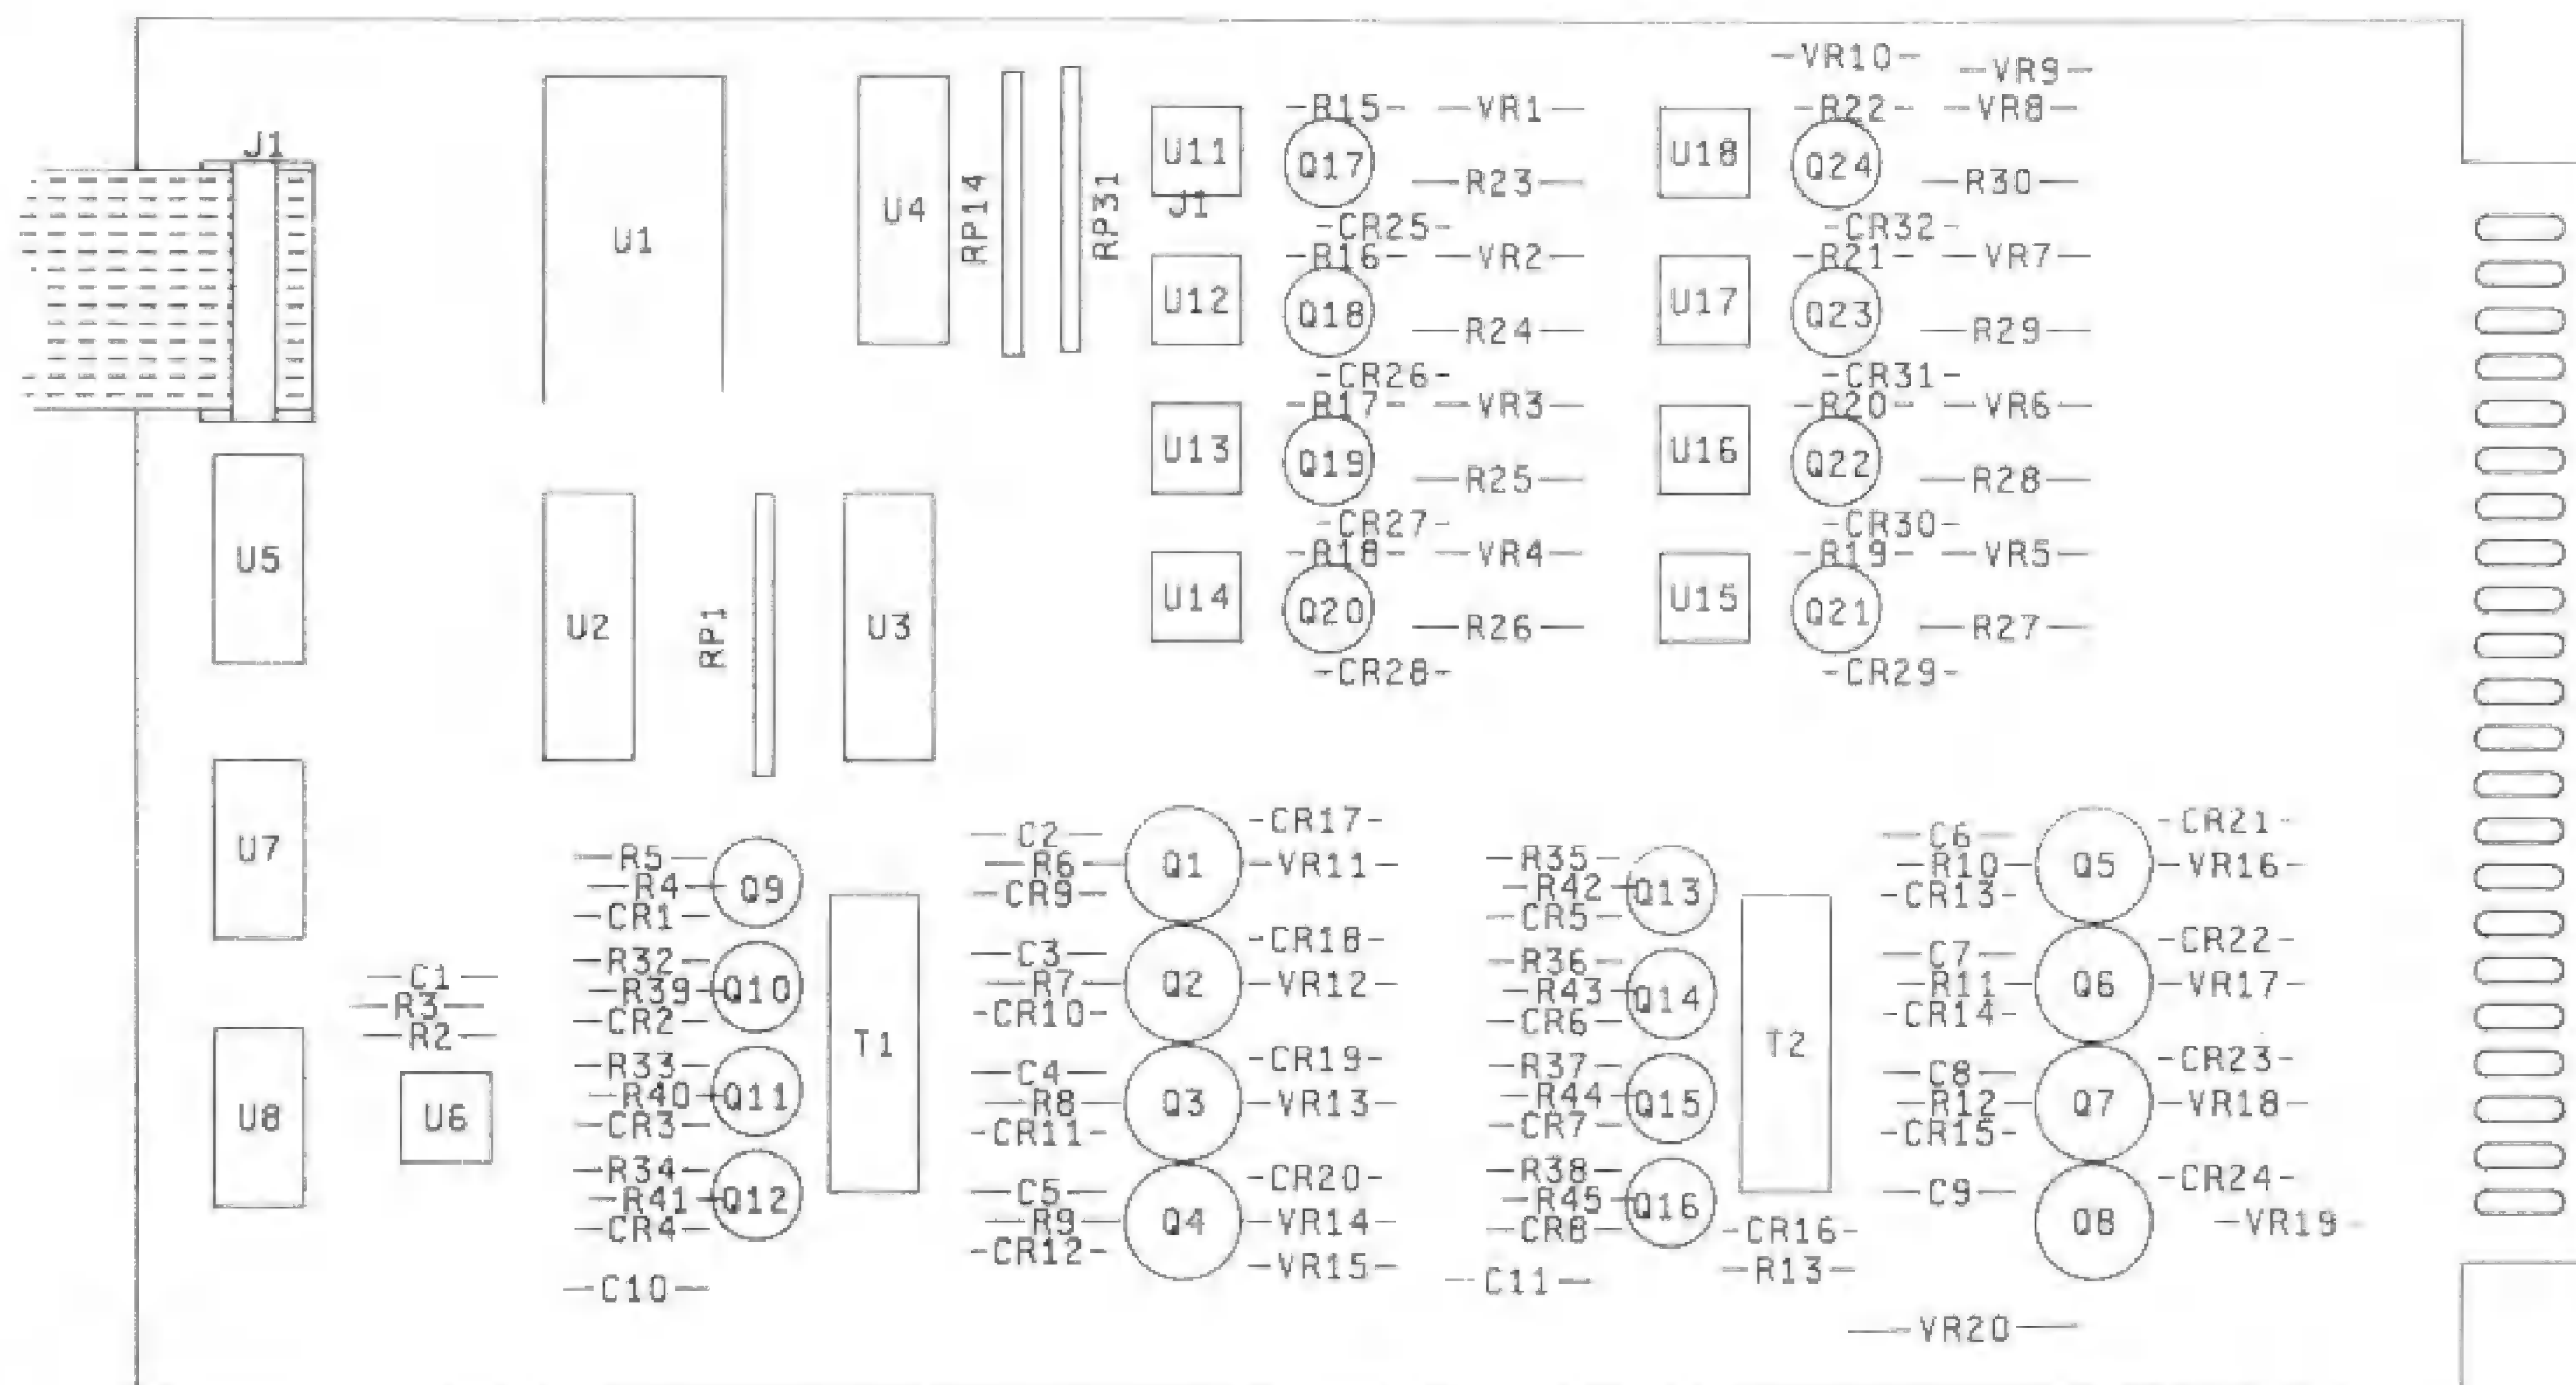 -VR10- -VR9-
-R15- -VR1- -R22- -VR8-
J1
U11 Q17 U18 Q24
-R23- -R30-
U1 U4 RP14 RP31 J1
-CR25- -CR32-
-R16- -VR2- -R21- -VR7-
U12 Q18 U17 Q23
-R24- -R29-
-CR26- -CR31-
-R17- -VR3- -R20- -VR6-
U13 Q19 U16 Q22
-R25- -R28-
-CR27- -CR30-
U5 -R18- -VR4- -R19- -VR5-
U14 Q20 U15 Q21
U2 RP1 U3 -R26- -R27-
-CR28- -CR29-
-CR17- -CR21-
-C2- -C6-
U7 -R5- -R6- Q1 -VR11- -R35- -R10- Q5 -VR16-
-R4- Q9 -CR9- -R42- Q13 -CR13-
-CR1- -CR5-
-CR18- -CR22-
-R32- -C3- -R36- -C7-
-C1- -R39- Q10 -R7- Q2 -VR12- -R43- Q14 -R11- Q6 -VR17-
-R3- -CR2- -CR10- -CR6- -CR14-
-R2- T1 T2
-R33- -C4- -CR19- -R37- -C8- -CR23-
-R40- Q11 -R8- Q3 -VR13- -R44- Q15 -R12- Q7 -VR18-
U8 U6 -CR3- -CR11- -CR7- -CR15-
-R34- -CR20- -R38- -CR24-
-R41- Q12 -C5- -R45- Q16 -C9-
-CR4- -R9- Q4 -VR14- -CR8- -CR16- Q8 -VR19-
-CR12- -VR15- -R13-
-C10- -C11-
-VR20-